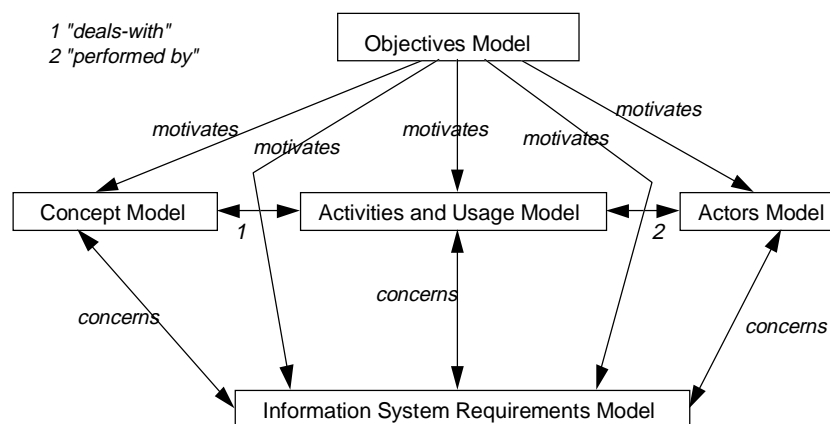 1 "deals-with"
2 "performed by"
Objectives Model
motivates
motivates
motivates
motivates
motivates
Concept Model
Activities and Usage Model
Actors Model
1
2
concerns
concerns
concerns
Information System Requirements Model